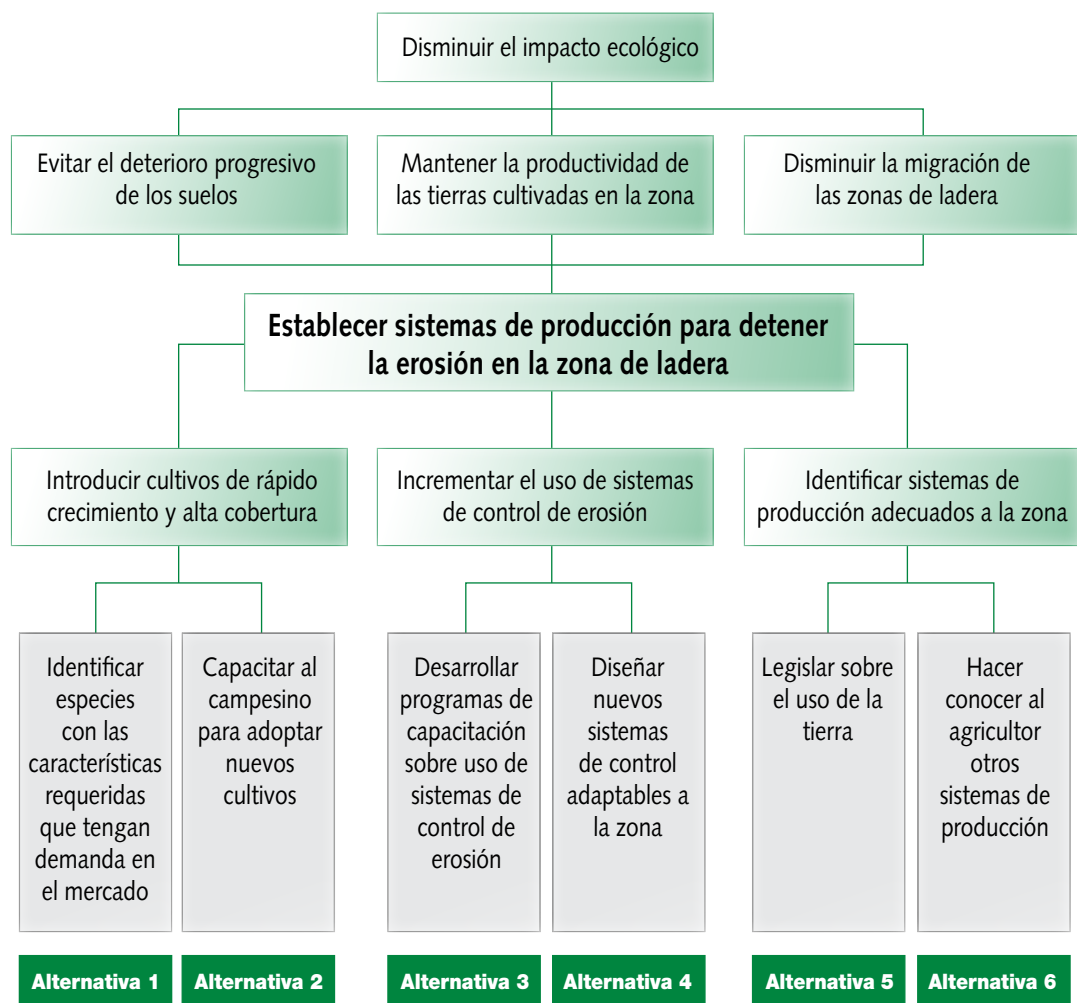 Disminuir el impacto ecológico
Evitar el deterioro progresivo
de los suelos
Mantener la productividad de
las tierras cultivadas en la zona
Disminuir la migración de
las zonas de ladera
Establecer sistemas de producción para detener
la erosión en la zona de ladera
Introducir cultivos de rápido
crecimiento y alta cobertura
Incrementar el uso de sistemas
de control de erosión
Identificar sistemas de
producción adecuados a la zona
Identificar
especies
con las
características
requeridas
que tengan
demanda en
el mercado
Capacitar al
campesino
para adoptar
nuevos
cultivos
Desarrollar
programas de
capacitación
sobre uso de
sistemas de
control de
erosión
Diseñar
nuevos
sistemas
de control
adaptables a
la zona
Legislar sobre
el uso de la
tierra
Hacer
conocer al
agricultor
otros
sistemas de
producción
Alternativa 1
Alternativa 2
Alternativa 3
Alternativa 4
Alternativa 5
Alternativa 6